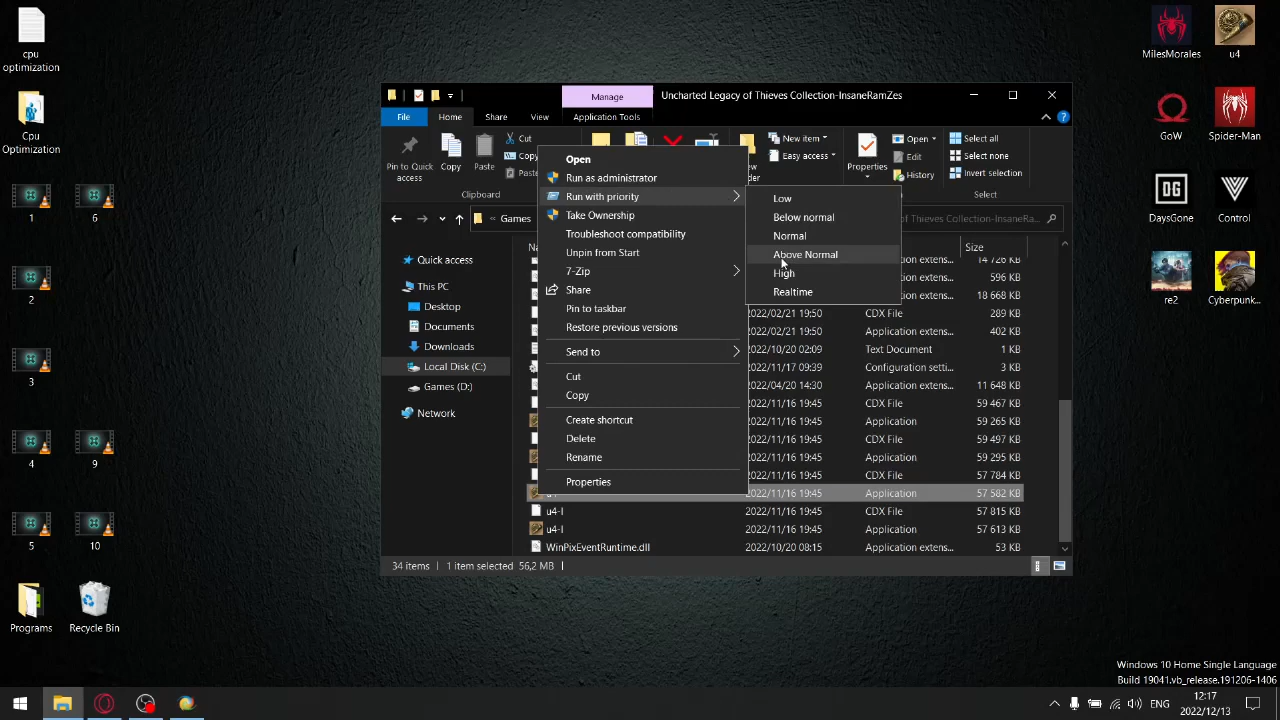 cpu
optimization
Cpu
Optimization
1
6
2
3
4
9
5
10
Programs
Recycle Bin
MilesMorales
u4
GoW
Spider-Man
DaysGone
Control
re2
Cyberpunk...
Manage
Uncharted Legacy of Thieves Collection-InsaneRamZes
File
Home
Share
View
Application Tools
Pin to Quick
access
Copy
Paste
Cut
Copy
Paste
Clipboard
New item
Easy access
Properties
Open
Edit
History
Select all
Select none
Invert selection
Select
« Games
of Thieves Collection-InsaneRa...
Quick access
This PC
Desktop
Documents
Downloads
Local Disk (C:)
Games (D:)
Network
Open
Run as administrator
Run with priority
Take Ownership
Troubleshoot compatibility
Unpin from Start
7-Zip
Share
Pin to taskbar
Restore previous versions
Send to
Cut
Copy
Create shortcut
Delete
Rename
Properties
Low
Below normal
Normal
Above Normal
High
Realtime
Size
14 726 KB
596 KB
18 668 KB
2022/02/21 19:50 CDX File 289 KB
2022/02/21 19:50 Application extens... 402 KB
2022/10/20 02:09 Text Document 1 KB
2022/11/17 09:39 Configuration setti... 3 KB
2022/04/20 14:30 Application extens... 11 648 KB
2022/11/16 19:45 CDX File 59 467 KB
2022/11/16 19:45 Application 59 265 KB
2022/11/16 19:45 CDX File 59 497 KB
2022/11/16 19:45 Application 59 295 KB
2022/11/16 19:45 CDX File 57 784 KB
2022/11/16 19:45 Application 57 582 KB
u4-l 2022/11/16 19:45 CDX File 57 815 KB
u4-l 2022/11/16 19:45 Application 57 613 KB
WinPixEventRuntime.dll 2022/10/20 08:15 Application extens... 53 KB
34 items 1 item selected 56,2 MB
Windows 10 Home Single Language
Build 19041.vb_release.191206-1406
ENG
12:17
2022/12/13